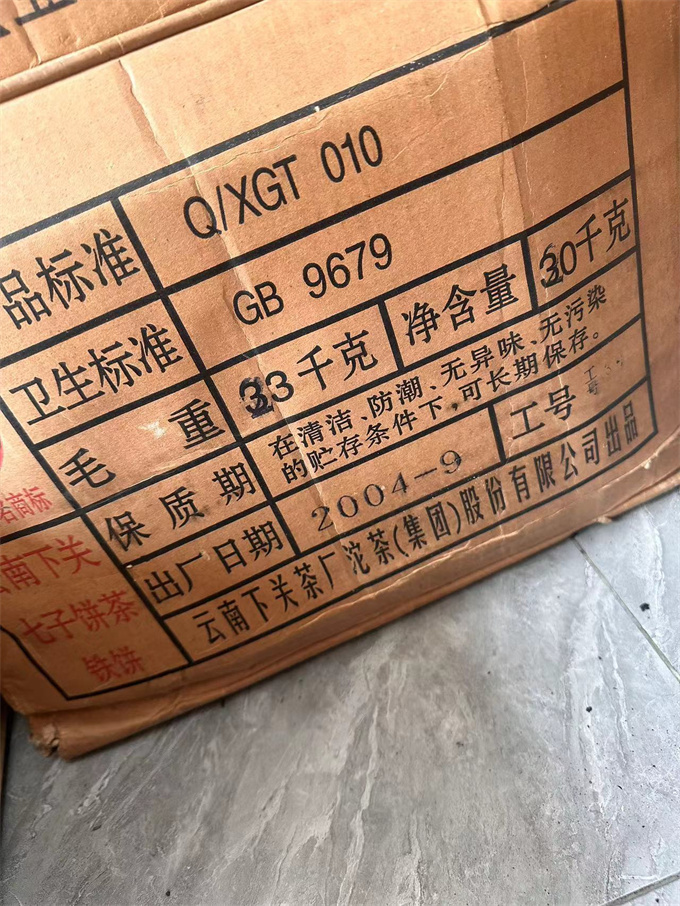 品标准 Q/XGT 010
卫生标准 GB 9679
毛 重 千克 净含量 千克
保质期 在清洁、防潮、无异味、无污染
的贮存条件下,可长期保存。
出厂日期 2004-9 工号
云南下关茶厂沱茶(集团)股份有限公司出品
名商标
南下关
七子饼茶
铁饼